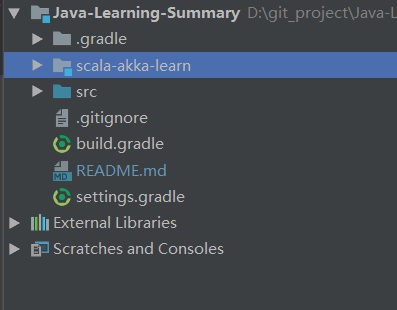 Java-Learning-Summary D:\git_project\Java-L
.gradle
scala-akka-learn
src
.gitignore
build.gradle
MD README.md
settings.gradle
External Libraries
Scratches and Consoles